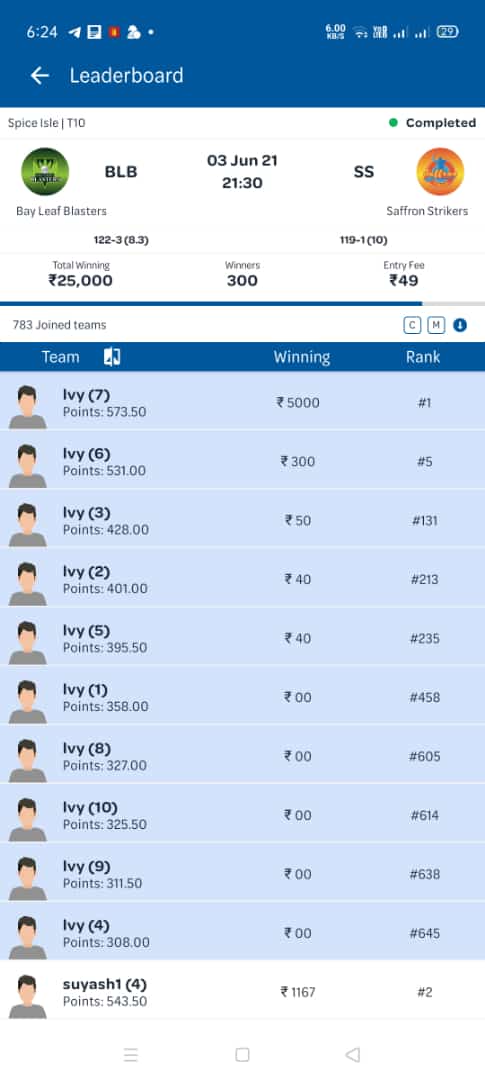 6:24
6.00 KB/S
29
Leaderboard
Spice Isle | T10
Completed
BLB
03 Jun 21
21:30
SS
Bay Leaf Blasters
Saffron Strikers
122-3 (8.3)
119-1 (10)
Total Winning
Winners
Entry Fee
₹25,000
300
₹49
783 Joined teams
C M
Team Winning Rank
Ivy (7)
Points: 573.50
₹ 5000
#1
Ivy (6)
Points: 531.00
₹ 300
#5
Ivy (3)
Points: 428.00
₹ 50
#131
Ivy (2)
Points: 401.00
₹ 40
#213
Ivy (5)
Points: 395.50
₹ 40
#235
Ivy (1)
Points: 358.00
₹ 00
#458
Ivy (8)
Points: 327.00
₹ 00
#605
Ivy (10)
Points: 325.50
₹ 00
#614
Ivy (9)
Points: 311.50
₹ 00
#638
Ivy (4)
Points: 308.00
₹ 00
#645
suyash1 (4)
Points: 543.50
₹ 1167
#2